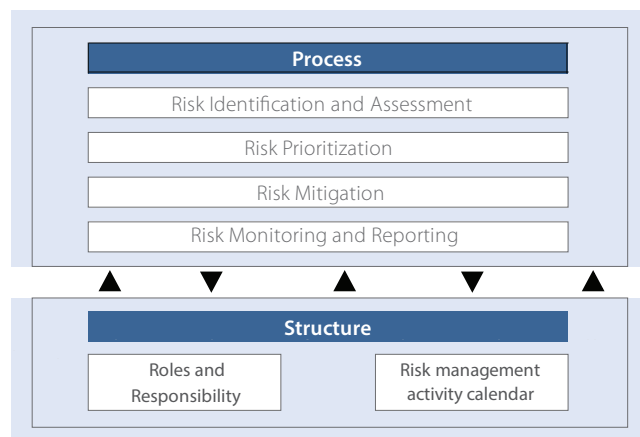 Process
Risk Identification and Assessment
Risk Prioritization
Risk Mitigation
Risk Monitoring and Reporting
Structure
Roles and
Responsibility
Risk management
activity calendar